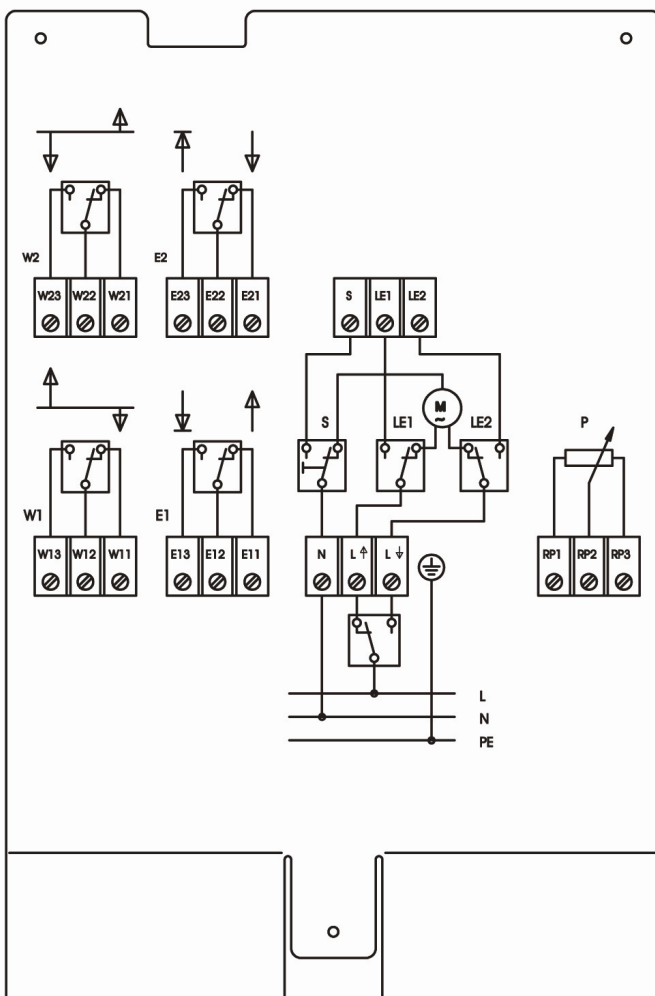 W2
E2
W23 W22 W21
E23 E22 E21
S LE1 LE2
M
~
S
LE1
LE2
P
W1
E1
W13 W12 W11
E13 E12 E11
N L ↑ L ↓
RP1 RP2 RP3
L
N
PE